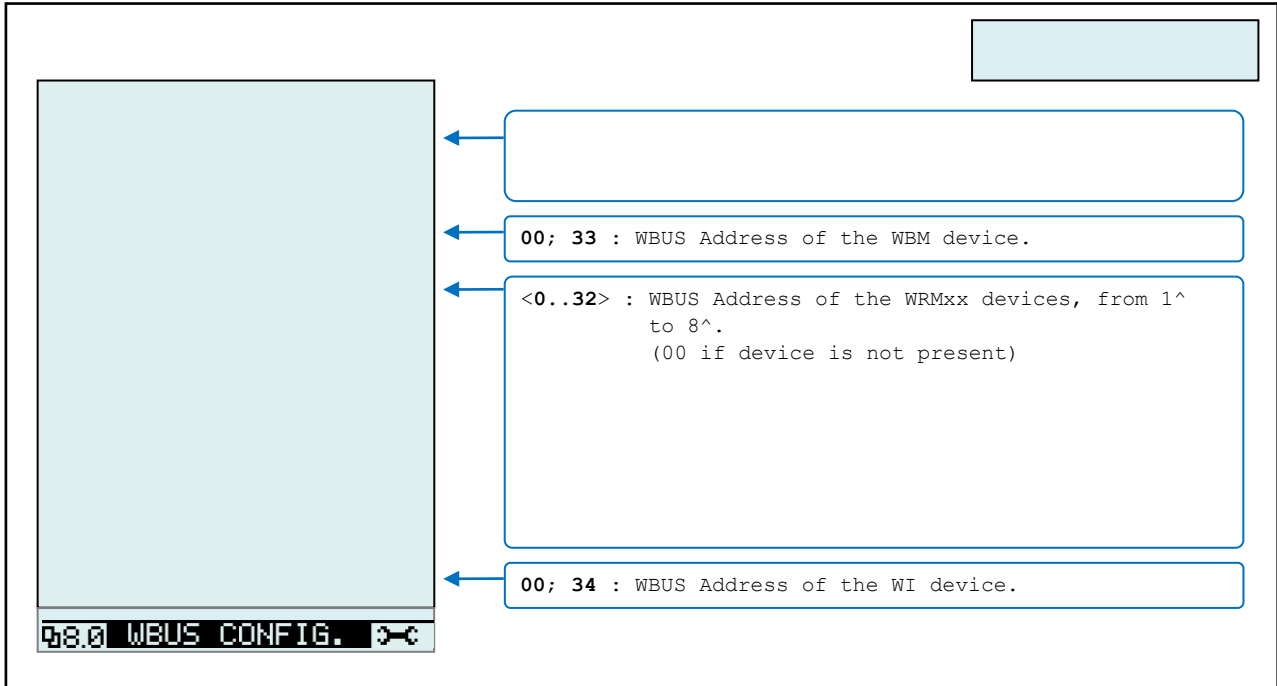 00; 33 : WBUS Address of the WBM device.
<0..32> : WBUS Address of the WRMxx devices, from 1^
to 8^.
(00 if device is not present)
00; 34 : WBUS Address of the WI device.
8.0 WBUS CONFIG.